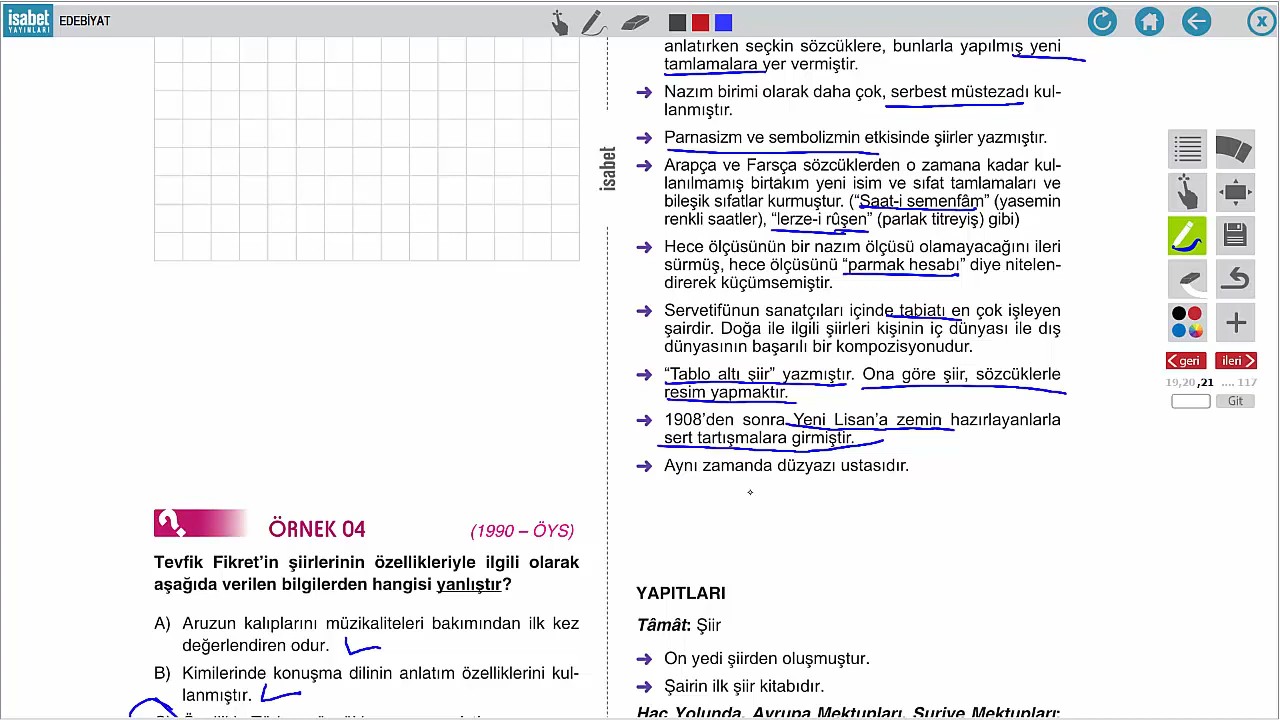 isabet
YAYINLARI
EDEBİYAT
anlatırken seçkin sözcüklere, bunlarla yapılmış yeni
tamlamalara yer vermiştir.
Nazım birimi olarak daha çok, serbest müstezadı kul-
lanmıştır.
Parnasizm ve sembolizmin etkisinde şiirler yazmıştır.
Arapça ve Farsça sözcüklerden o zamana kadar kul-
lanılmamış birtakım yeni isim ve sıfat tamlamaları ve
bileşik sıfatlar kurmuştur. (“Saat-i semenfâm” (yasemin
renkli saatler), “lerze-i rûşen” (parlak titreyiş) gibi)
Hece ölçüsünün bir nazım ölçüsü olamayacağını ileri
sürmüş, hece ölçüsünü “parmak hesabı” diye nitelen-
direrek küçümsemiştir.
Servetifünun sanatçıları içinde tabiatı en çok işleyen
şairdir. Doğa ile ilgili şiirleri kişinin iç dünyası ile dış
dünyasının başarılı bir kompozisyonudur.
“Tablo altı şiir” yazmıştır. Ona göre şiir, sözcüklerle
resim yapmaktır.
1908’den sonra Yeni Lisan’a zemin hazırlayanlarla
sert tartışmalara girmiştir.
Aynı zamanda düzyazı ustasıdır.
YAPITLARI
Tâmât: Şiir
On yedi şiirden oluşmuştur.
Şairin ilk şiir kitabıdır.
Hac Yolunda, Avrupa Mektupları, Suriye Mektupları:
isabet
ÖRNEK 04
(1990 – ÖYS)
Tevfik Fikret’in şiirlerinin özellikleriyle ilgili olarak
aşağıda verilen bilgilerden hangisi yanlıştır?
A) Aruzun kalıplarını müzikaliteleri bakımından ilk kez
değerlendiren odur.
B) Kimilerinde konuşma dilinin anlatım özelliklerini kul-
lanmıştır.
geri
ileri
19,20,21 .... 117
Git